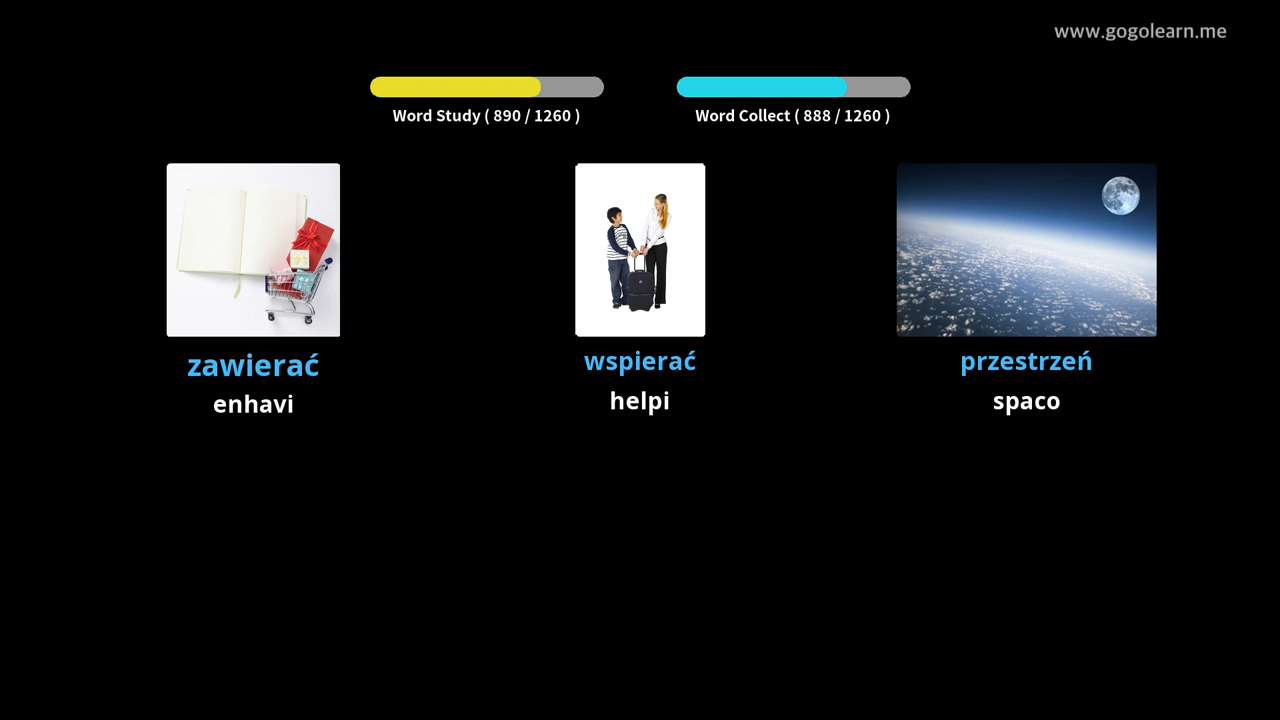 www.gogolearn.me
Word Study ( 890 / 1260 )
Word Collect ( 888 / 1260 )
zawierać
enhavi
wspierać
helpi
przestrzeń
spaco